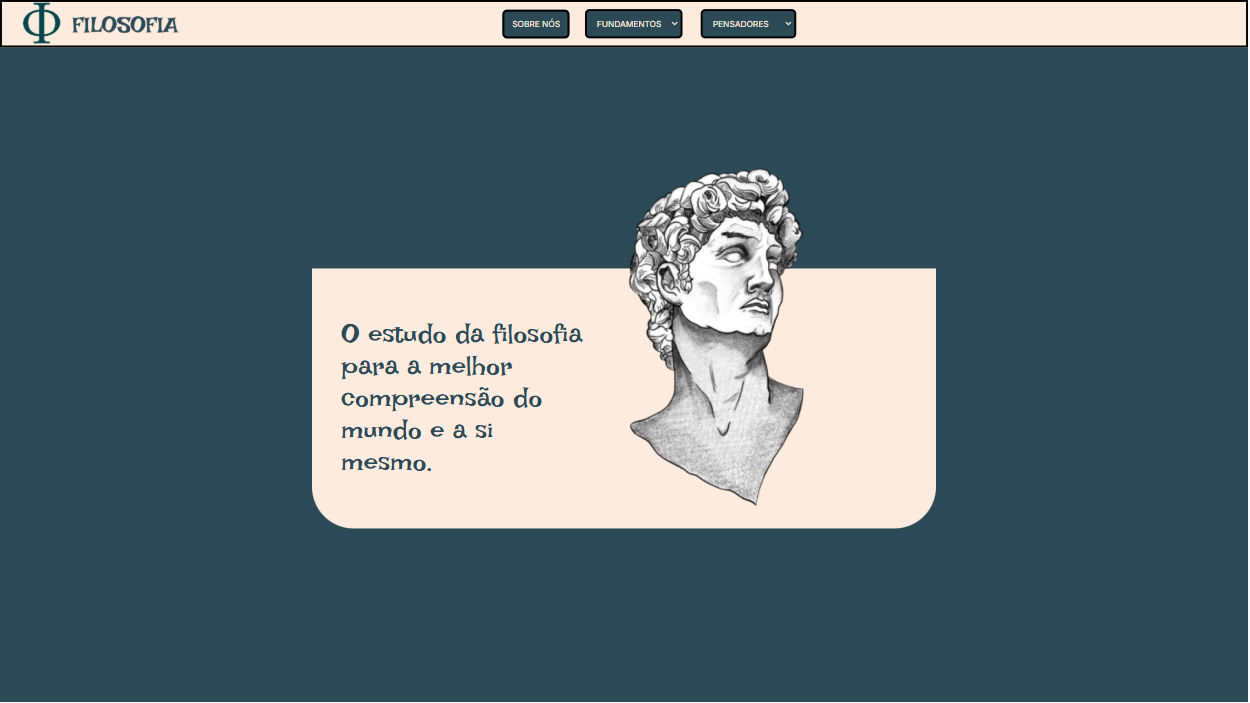 Φ FILOSOFIA
SOBRE NÓS
FUNDAMENTOS
PENSADORES
O estudo da filosofia
para a melhor
compreensão do
mundo e a si
mesmo.